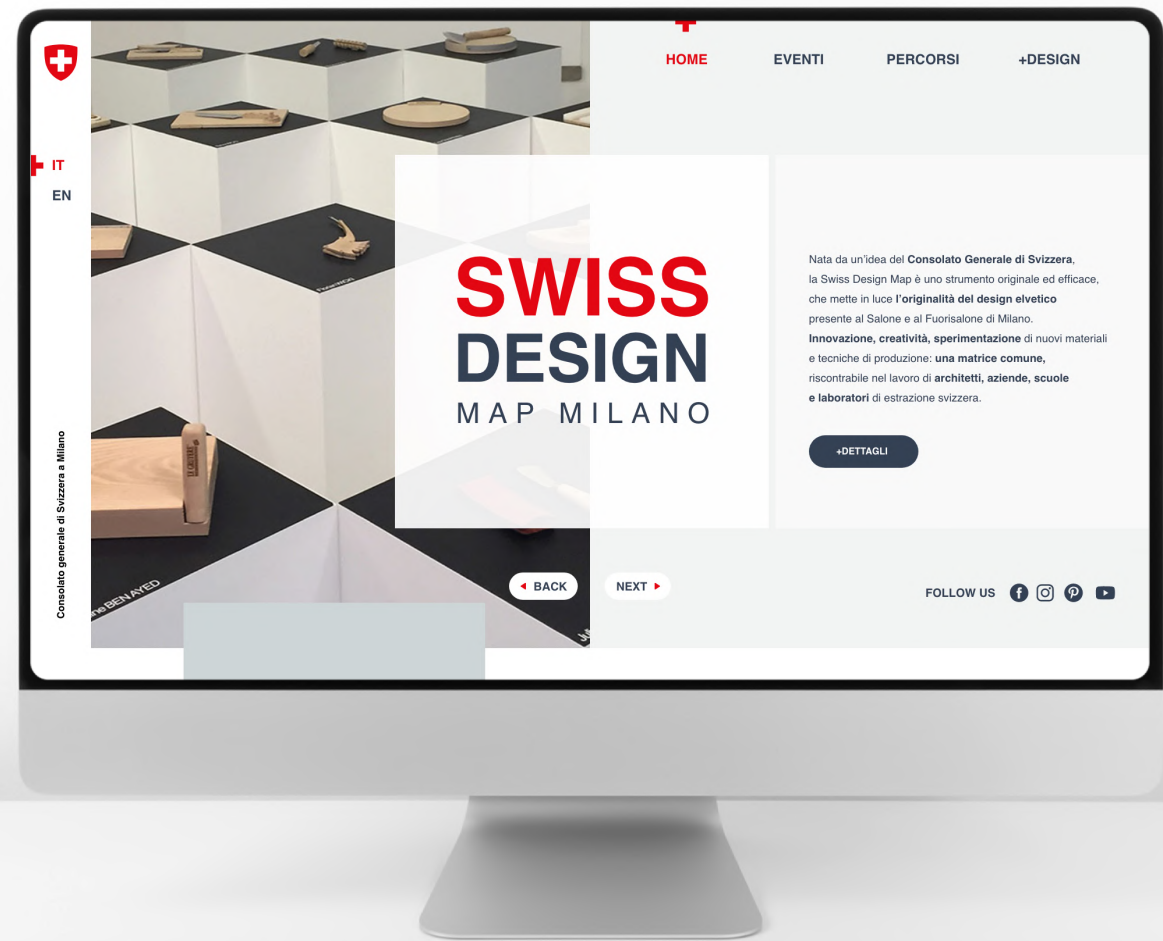 HOME EVENTI PERCORSI +DESIGN
IT
EN
Consolato generale di Svizzera a Milano
SWISS
DESIGN
MAP MILANO
Nata da un'idea del Consolato Generale di Svizzera,
la Swiss Design Map è uno strumento originale ed efficace,
che mette in luce l'originalità del design elvetico
presente al Salone e al Fuorisalone di Milano.
Innovazione, creatività, sperimentazione di nuovi materiali
e tecniche di produzione: una matrice comune,
riscontrabile nel lavoro di architetti, aziende, scuole
e laboratori di estrazione svizzera.
+DETTAGLI
BEN AYED
BACK
NEXT
FOLLOW US